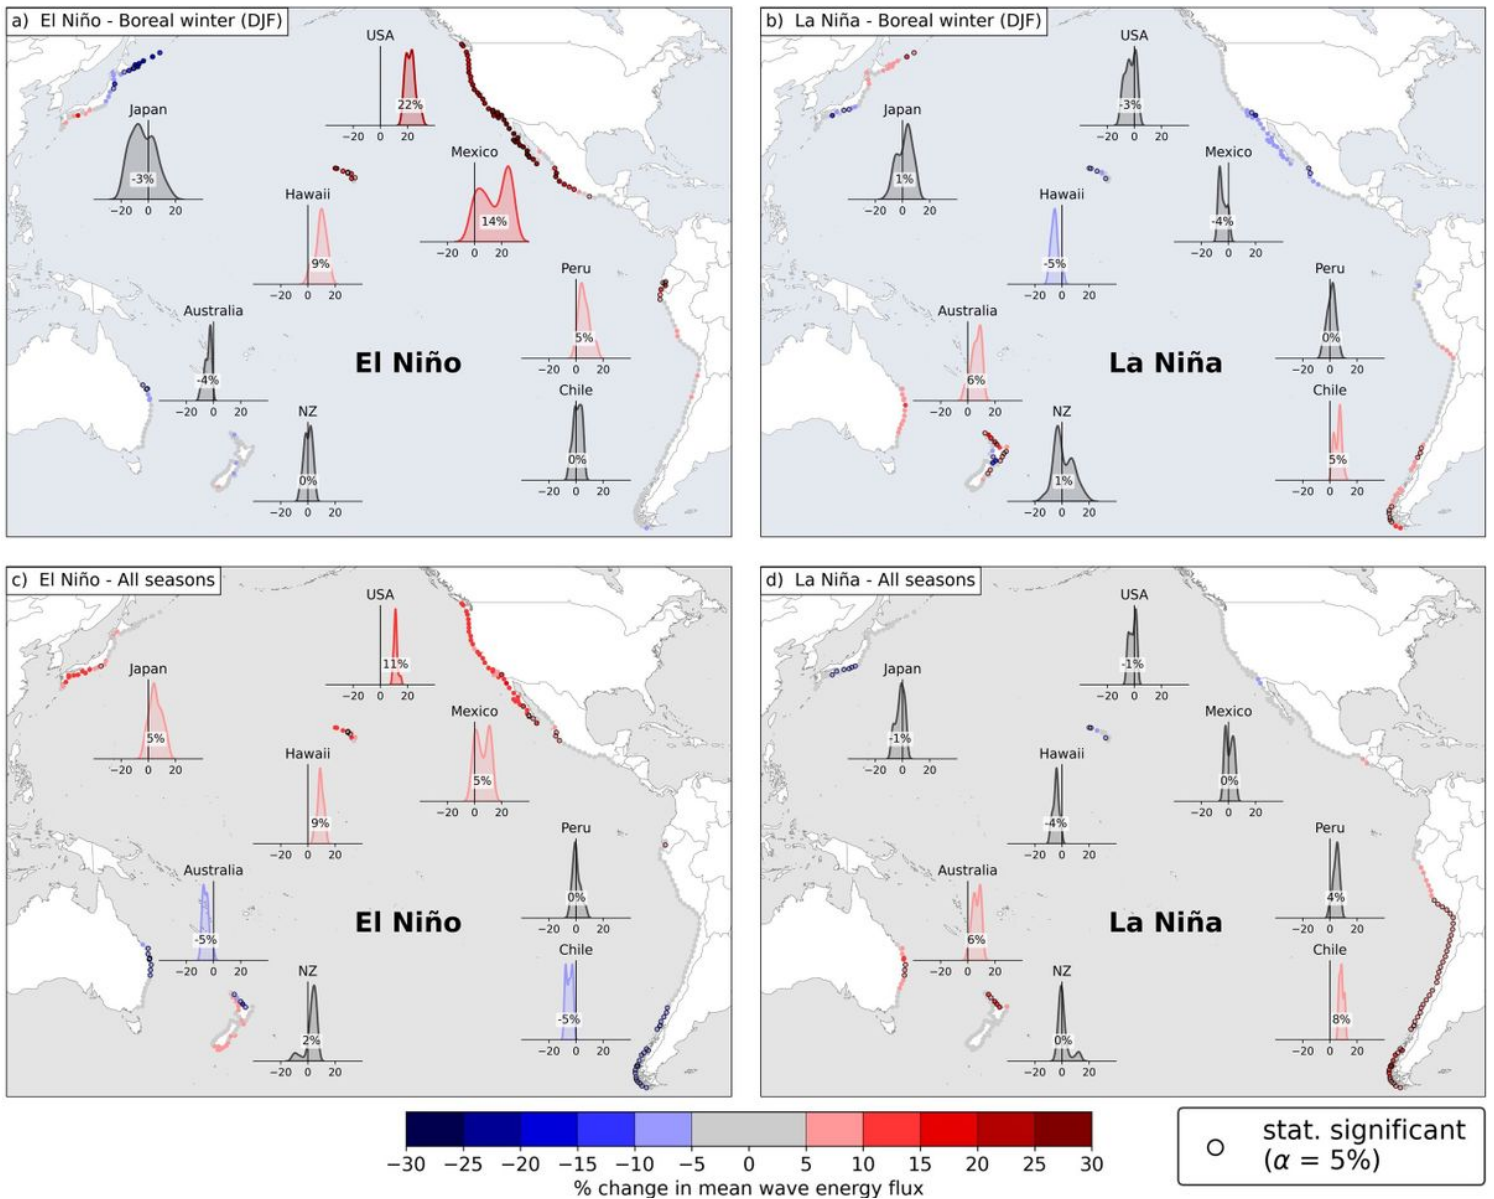 a) El Niño - Boreal winter (DJF)
USA
22%
−20 0 20
Japan
-3%
−20 0 20
Mexico
14%
−20 0 20
Hawaii
9%
−20 0 20
Peru
5%
−20 0 20
Australia
-4%
−20 0 20
El Niño
Chile
0%
−20 0 20
NZ
0%
−20 0 20
b) La Niña - Boreal winter (DJF)
USA
-3%
−20 0 20
Japan
1%
−20 0 20
Mexico
-4%
−20 0 20
Hawaii
-5%
−20 0 20
Peru
0%
−20 0 20
Australia
6%
−20 0 20
La Niña
Chile
5%
−20 0 20
NZ
1%
−20 0 20
c) El Niño - All seasons
USA
11%
−20 0 20
Japan
5%
−20 0 20
Mexico
5%
−20 0 20
Hawaii
9%
−20 0 20
Peru
0%
−20 0 20
Australia
-5%
−20 0 20
El Niño
Chile
-5%
−20 0 20
NZ
2%
−20 0 20
d) La Niña - All seasons
USA
-1%
−20 0 20
Japan
-1%
−20 0 20
Mexico
0%
−20 0 20
Hawaii
-4%
−20 0 20
Peru
4%
−20 0 20
Australia
6%
−20 0 20
La Niña
Chile
8%
−20 0 20
NZ
0%
−20 0 20
−30 −25 −20 −15 −10 −5 0 5 10 15 20 25 30
% change in mean wave energy flux
stat. significant
(α = 5%)